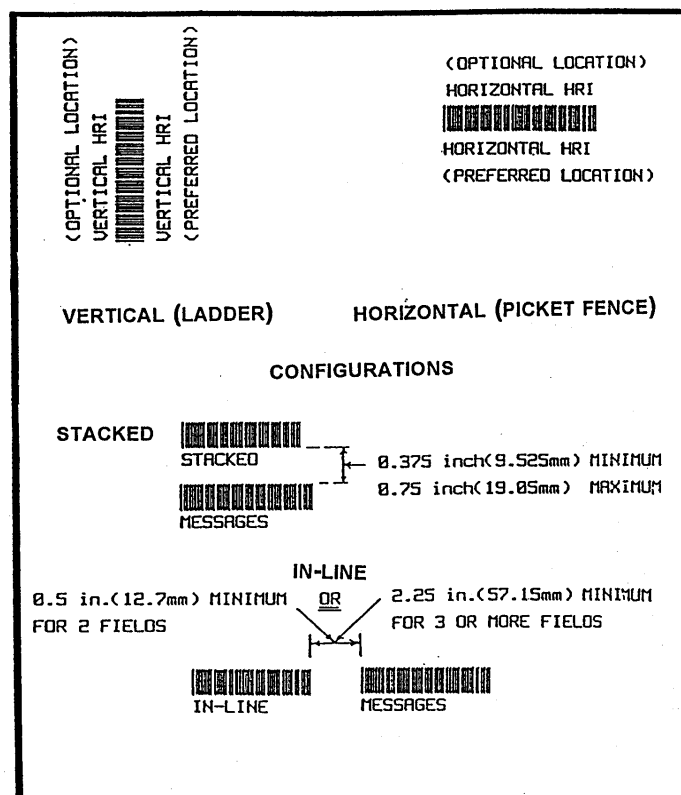 (OPTIONAL LOCATION)
VERTICAL HRI
VERTICAL HRI
(PREFERRED LOCATION)
(OPTIONAL LOCATION)
HORIZONTAL HRI
HORIZONTAL HRI
(PREFERRED LOCATION)
VERTICAL (LADDER)
HORIZONTAL (PICKET FENCE)
CONFIGURATIONS
STACKED
STACKED
0.375 inch(9.525mm) MINIMUM
0.75 inch(19.05mm) MAXIMUM
MESSAGES
IN-LINE
0.5 in.(12.7mm) MINIMUM
FOR 2 FIELDS
OR
2.25 in.(57.15mm) MINIMUM
FOR 3 OR MORE FIELDS
IN-LINE
MESSAGES